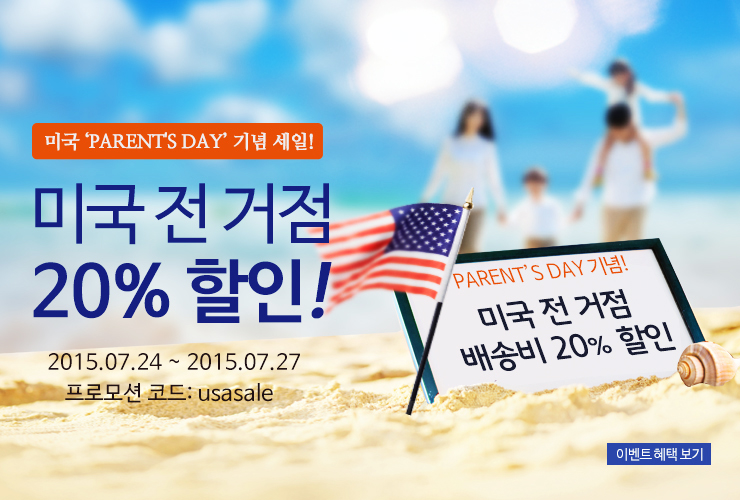 미국 ‘PARENT'S DAY’ 기념 세일!
미국 전 거점
20% 할인!
2015.07.24 ~ 2015.07.27
프로모션 코드: usasale
PARENT’S DAY 기념!
미국 전 거점
배송비 20% 할인
이벤트 혜택 보기